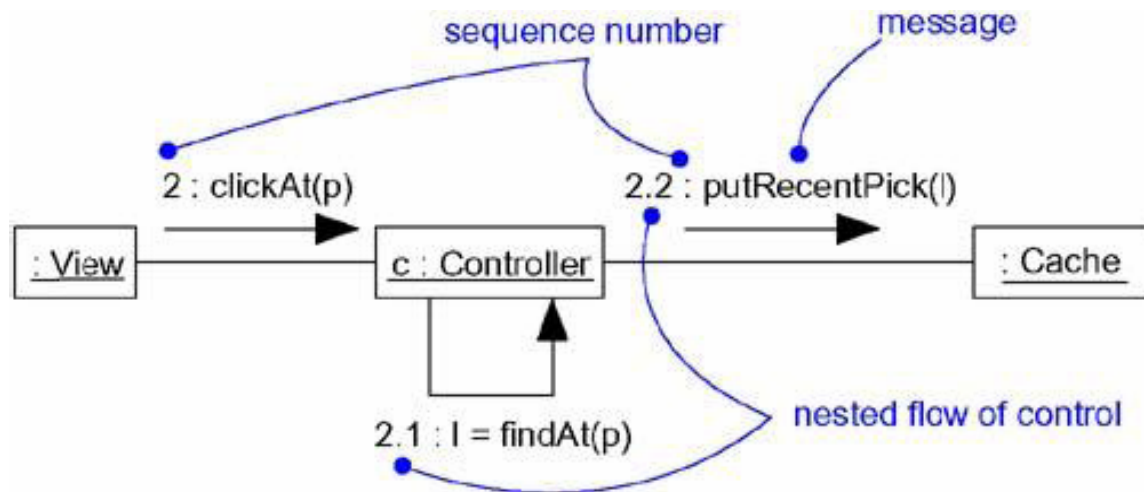 sequence number
message
2 : clickAt(p)
2.2 : putRecentPick(l)
: View
c : Controller
: Cache
nested flow of control
2.1 : l = findAt(p)